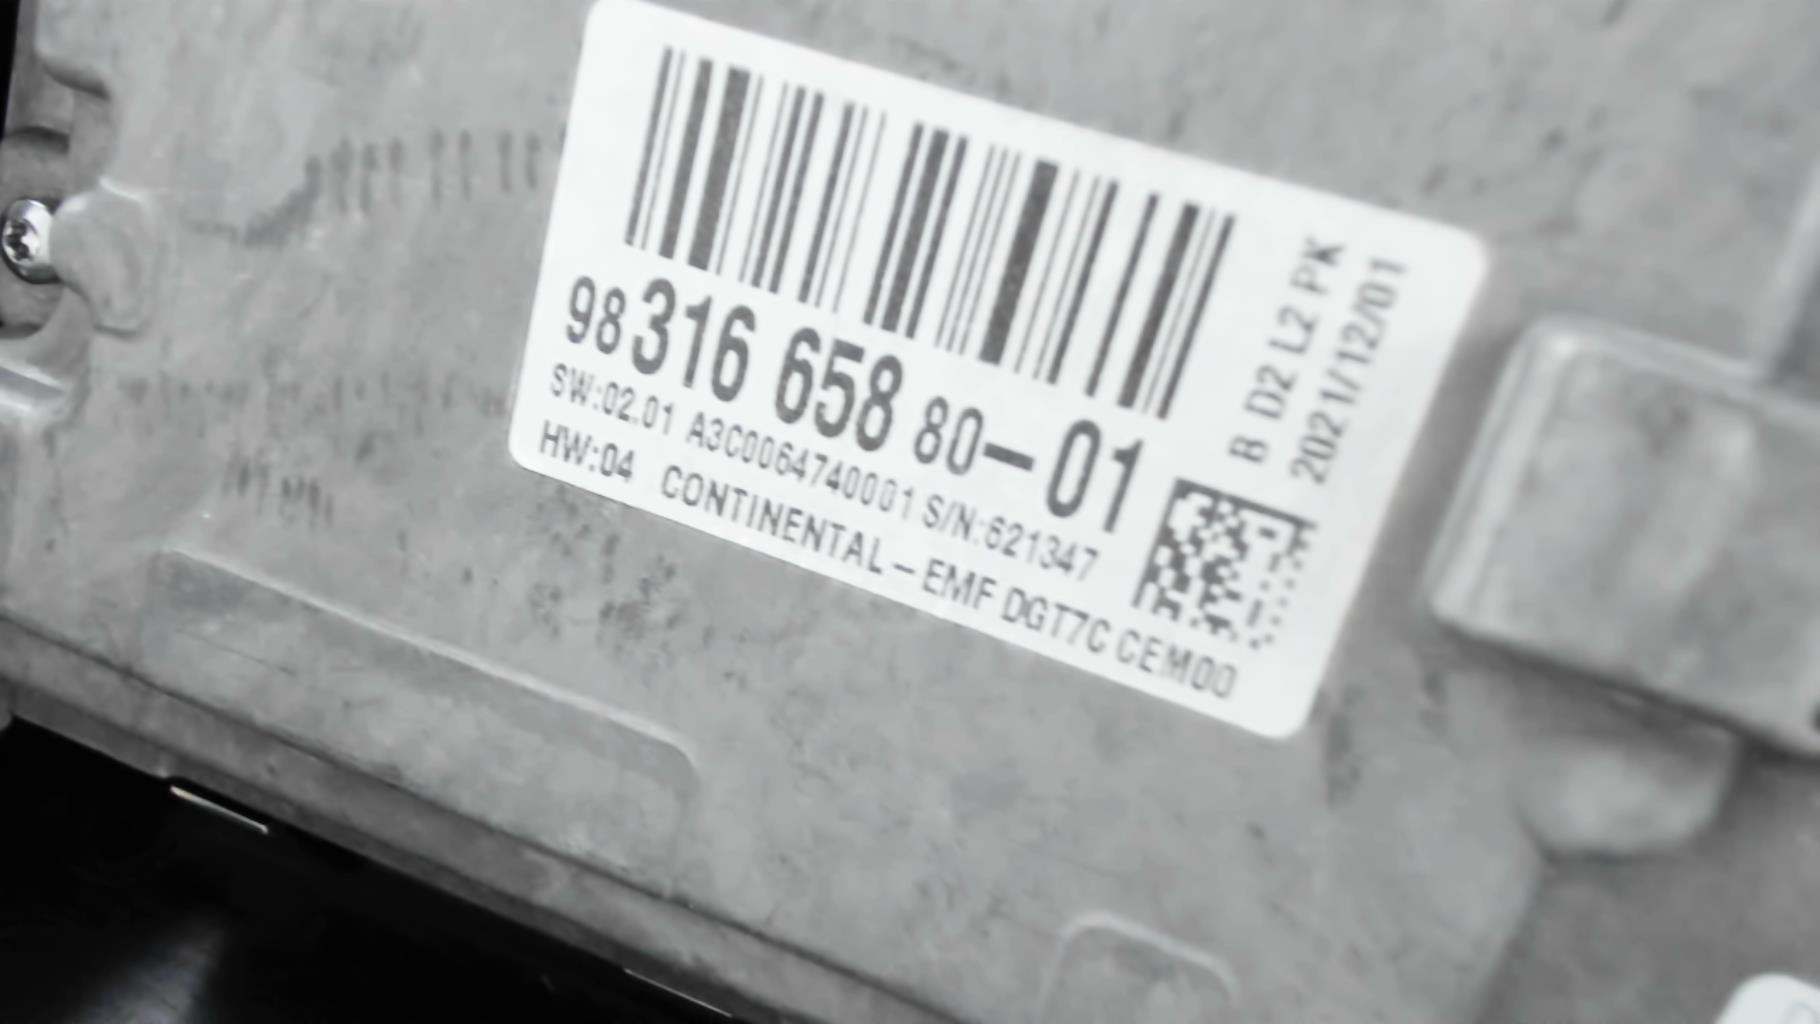 98 316 658 80-01
SW:02.01 A3C0064740001 S/N:621347
HW:04 CONTINENTAL - EMF DGT7C CEM00
B D2 L2 PK
2021/12/01